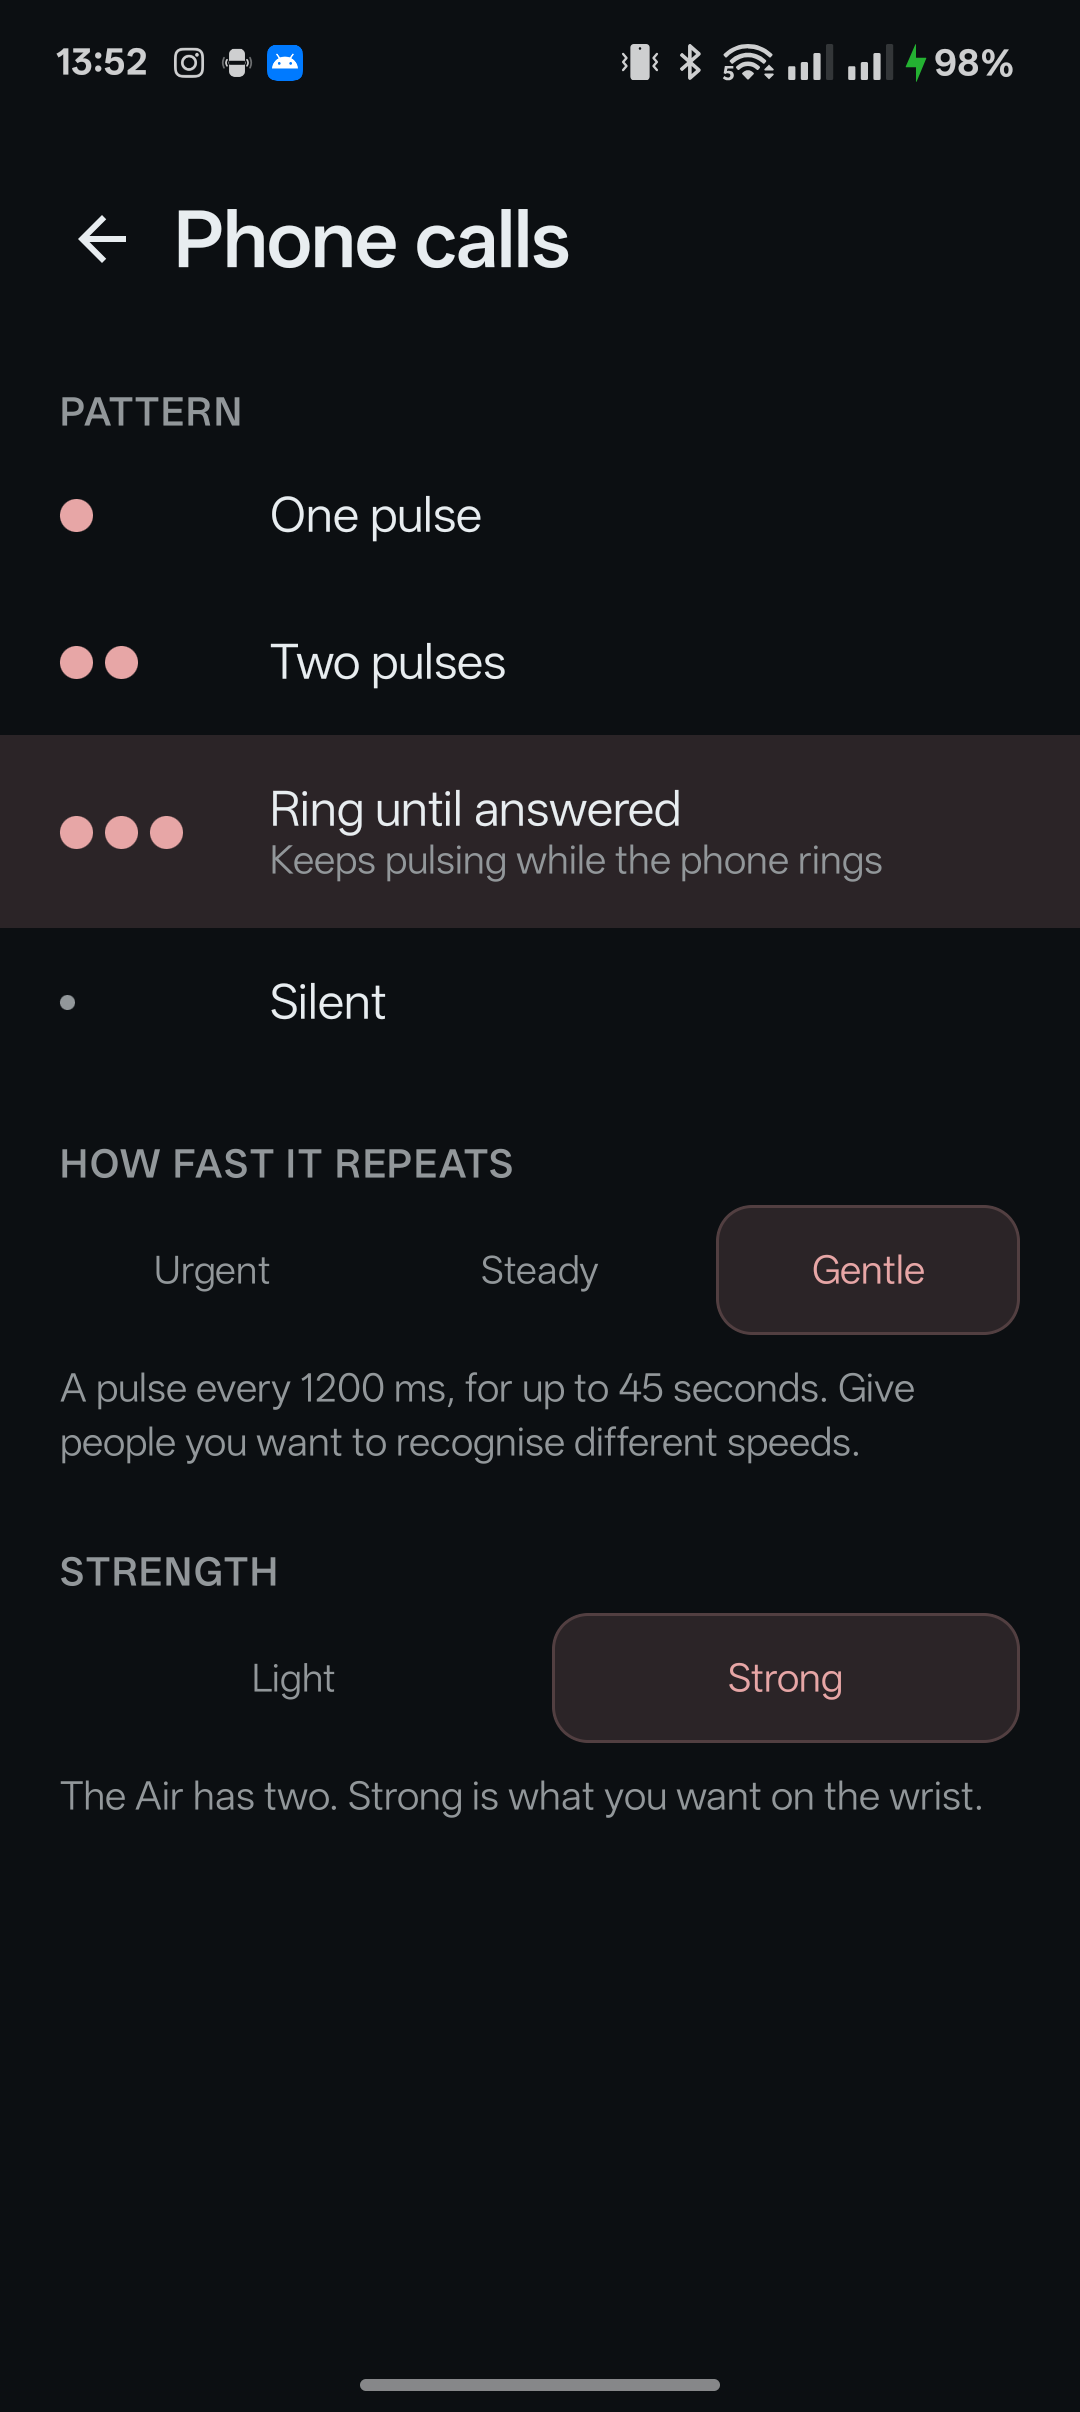 13:52
5
98%
Phone calls
PATTERN
One pulse
Two pulses
Ring until answered
Keeps pulsing while the phone rings
Silent
HOW FAST IT REPEATS
Urgent Steady Gentle
A pulse every 1200 ms, for up to 45 seconds. Give
people you want to recognise different speeds.
STRENGTH
Light Strong
The Air has two. Strong is what you want on the wrist.